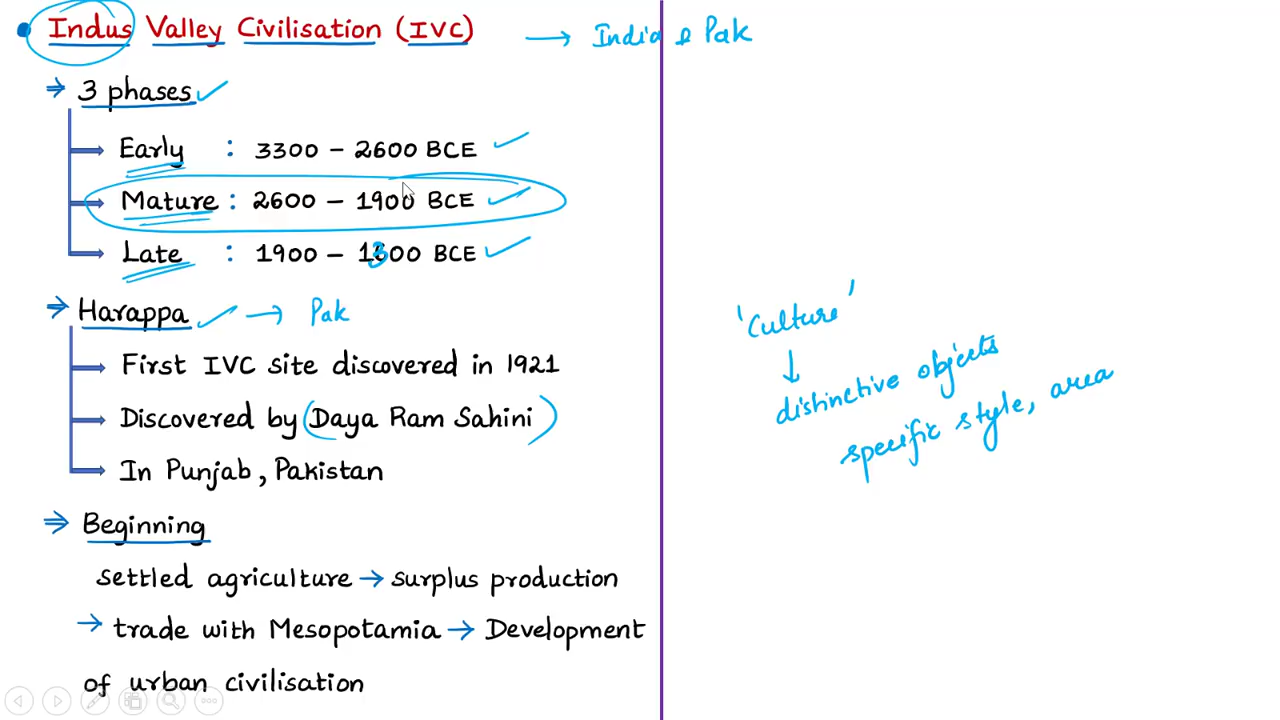 Indus Valley Civilisation (IVC) → India & Pak
⇒ 3 phases ✓
Early : 3300 – 2600 BCE ✓
Mature : 2600 – 1900 BCE ✓
Late : 1900 – 1300 BCE ✓
⇒ Harappa ✓ → Pak
First IVC site discovered in 1921
Discovered by (Daya Ram Sahini)
In Punjab, Pakistan
⇒ Beginning
settled agriculture → surplus production
→ trade with Mesopotamia → Development
of urban civilisation
'Culture'
↓
distinctive objects
specific style, area